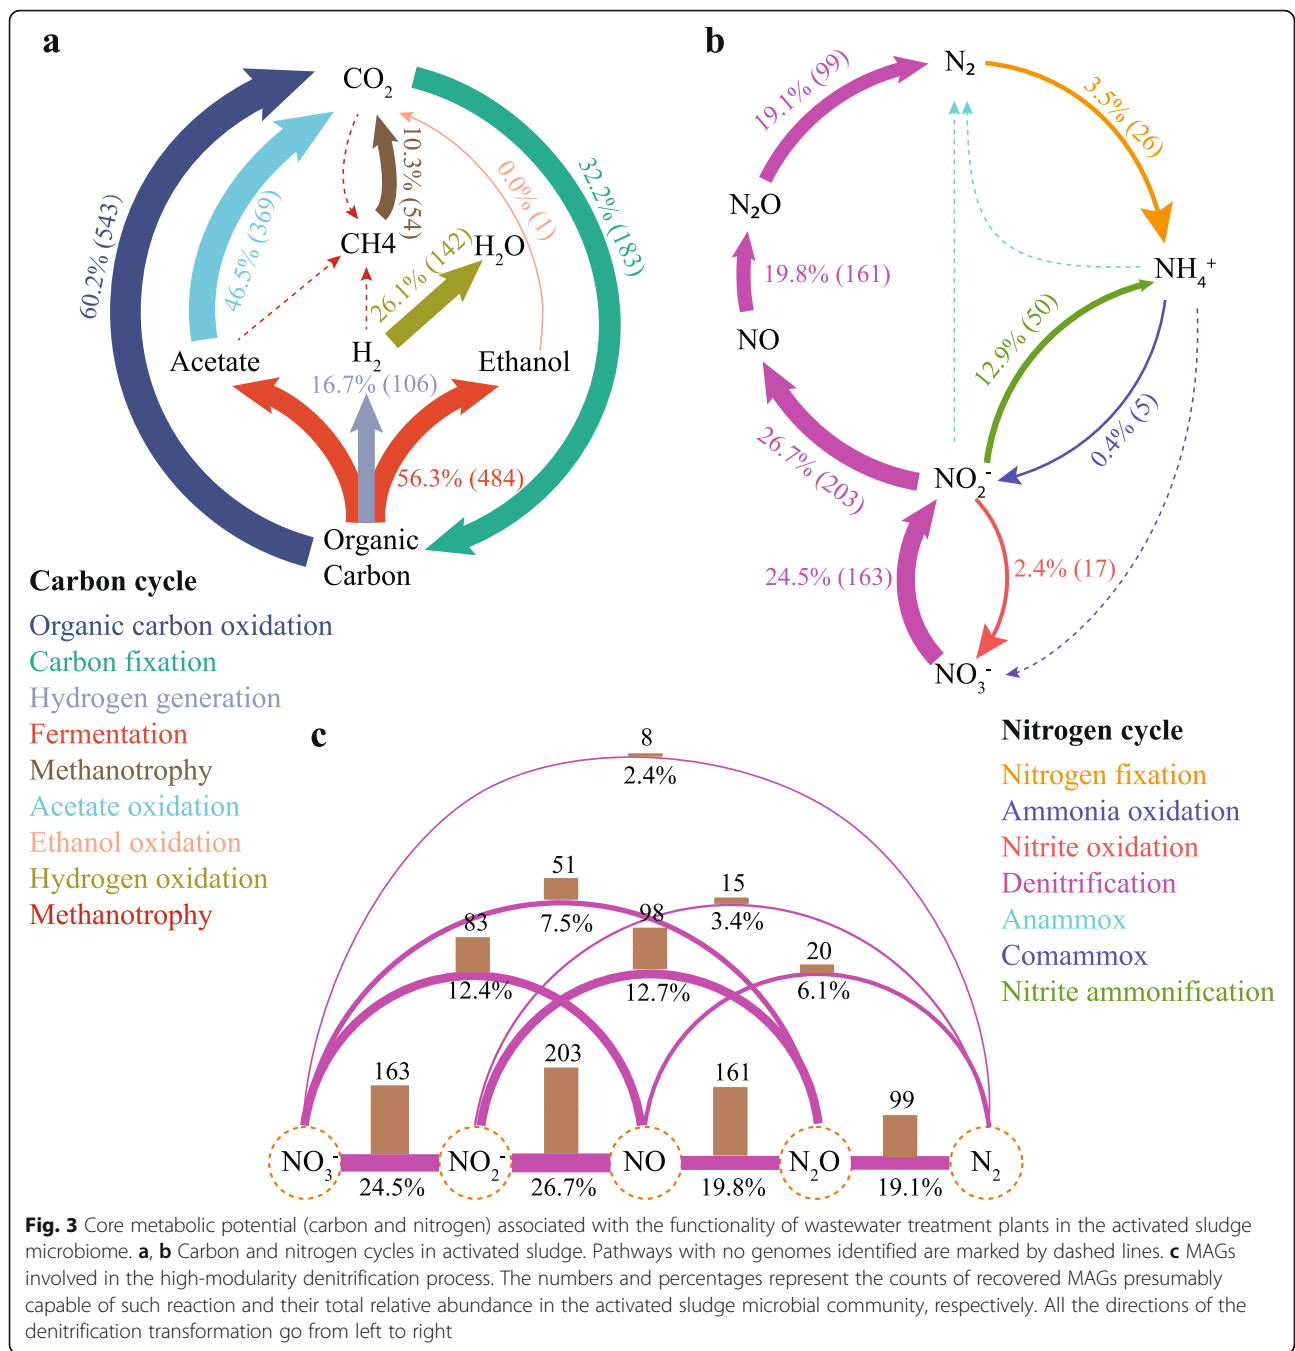 a
CO2
60.2% (543)
46.5% (369)
10.3% (54)
0.0% (1)
32.2% (183)
CH4
H2O
26.1% (142)
Acetate
H2
Ethanol
16.7% (106)
56.3% (484)
Organic
Carbon
Carbon cycle
Organic carbon oxidation
Carbon fixation
Hydrogen generation
Fermentation
Methanotrophy
Acetate oxidation
Ethanol oxidation
Hydrogen oxidation
Methanotrophy
b
N2
19.1% (99)
3.5% (26)
N2O
NH4+
19.8% (161)
NO
12.9% (50)
26.7% (203)
0.4% (5)
NO2-
24.5% (163)
2.4% (17)
NO3-
Nitrogen cycle
Nitrogen fixation
Ammonia oxidation
Nitrite oxidation
Denitrification
Anammox
Comammox
Nitrite ammonification
c
8
2.4%
51
15
7.5%
3.4%
83
98
20
12.4%
12.7%
6.1%
163
203
161
99
NO3-
NO2-
NO
N2O
N2
24.5%
26.7%
19.8%
19.1%
Fig. 3 Core metabolic potential (carbon and nitrogen) associated with the functionality of wastewater treatment plants in the activated sludge
microbiome. a, b Carbon and nitrogen cycles in activated sludge. Pathways with no genomes identified are marked by dashed lines. c MAGs
involved in the high-modularity denitrification process. The numbers and percentages represent the counts of recovered MAGs presumably
capable of such reaction and their total relative abundance in the activated sludge microbial community, respectively. All the directions of the
denitrification transformation go from left to right